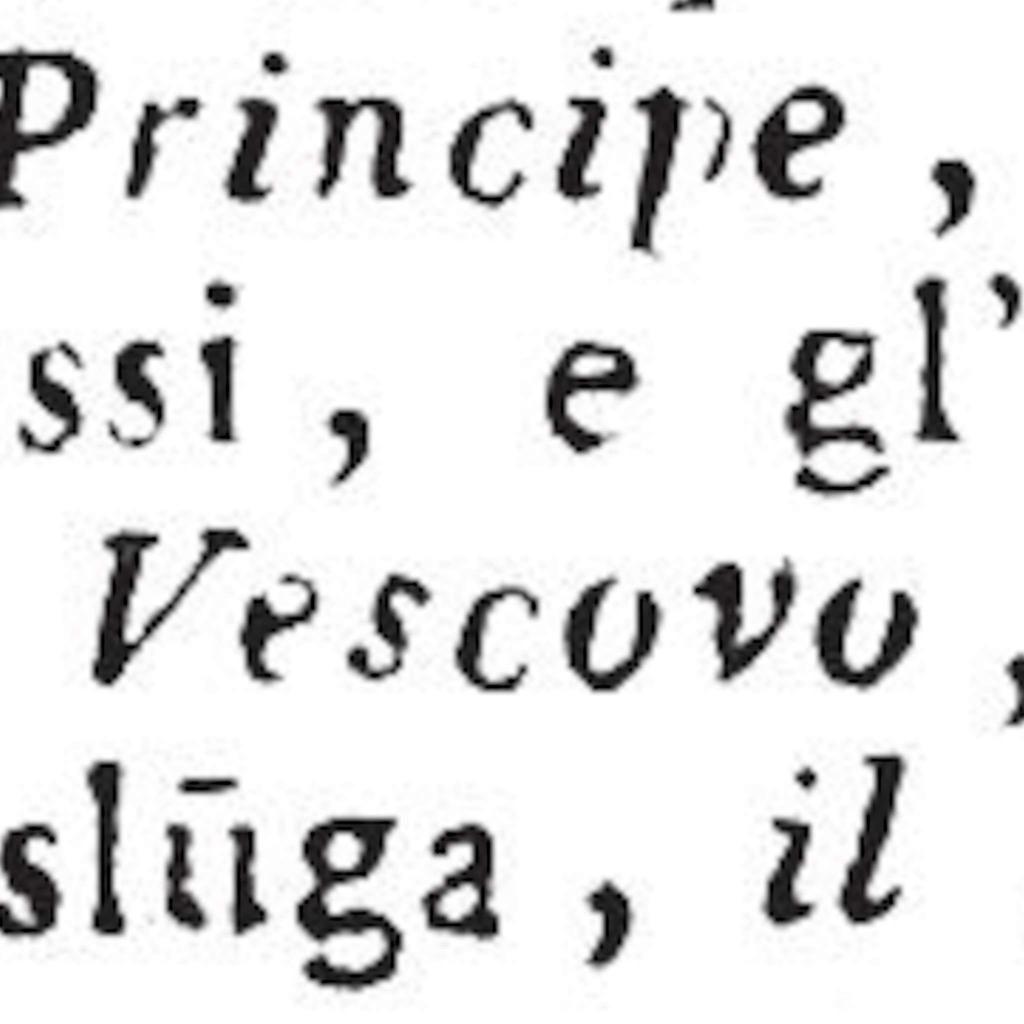 Principe,
ssi, e gl'
Vescovo,
slūga, il